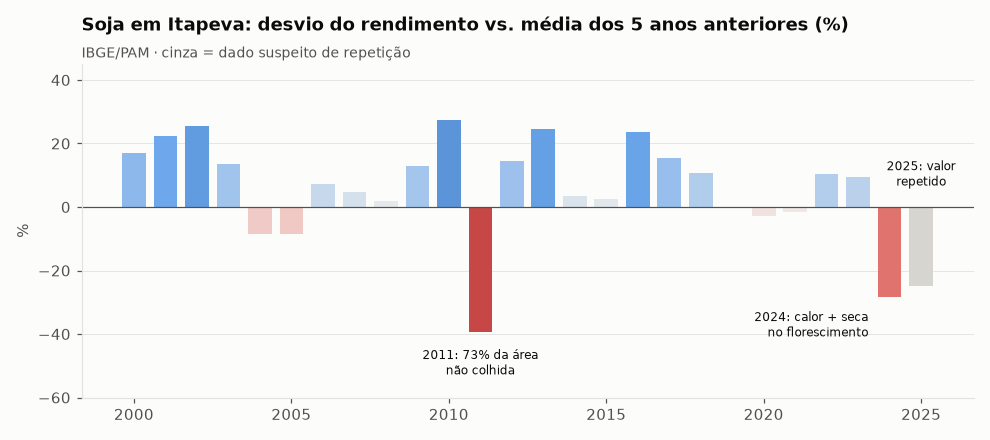 Soja em Itapeva: desvio do rendimento vs. média dos 5 anos anteriores (%)
IBGE/PAM · cinza = dado suspeito de repetição
40
20
0
−20
−40
−60
%
2025: valor
repetido
2024: calor + seca
no florescimento
2011: 73% da área
não colhida
2000
2005
2010
2015
2020
2025